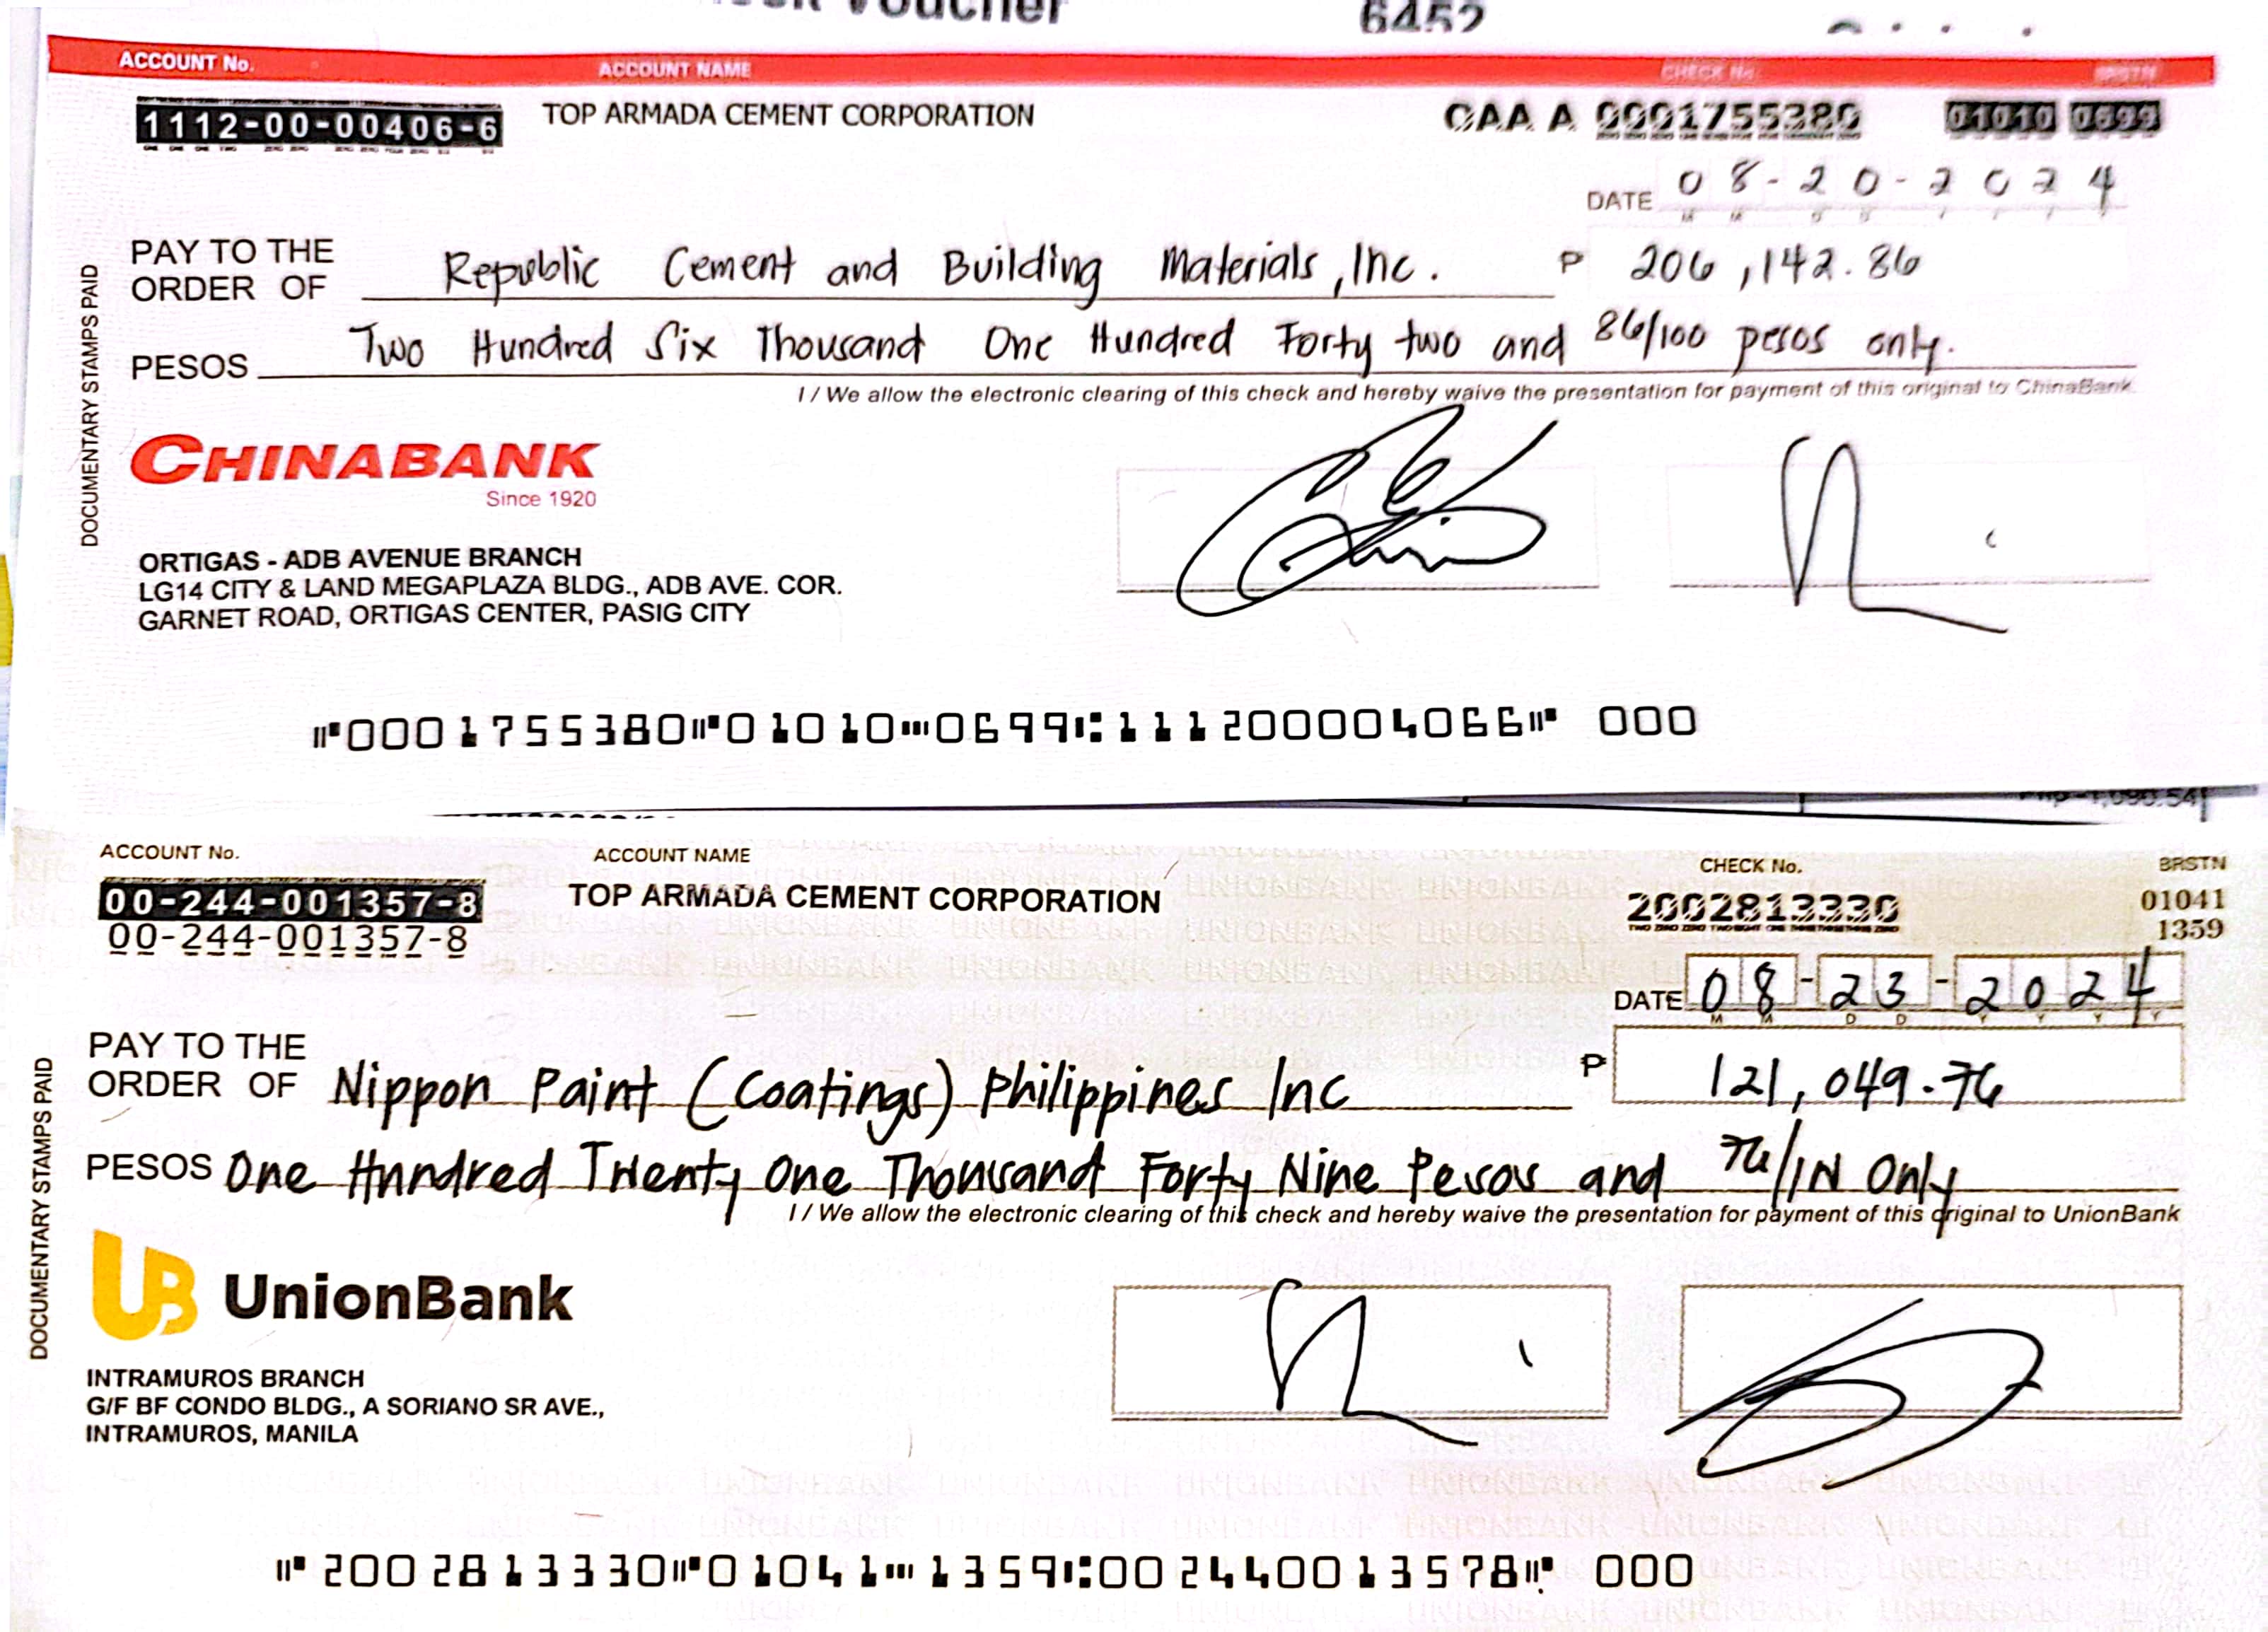 Voucher
6452
ACCOUNT No. ACCOUNT NAME CHECK No. BRSTN
1112-00-00406-6 TOP ARMADA CEMENT CORPORATION OAA A 0001755380 01010 0699
DATE 08-20-2024
PAY TO THE ORDER OF Republic Cement and Building Materials, Inc. ₱ 206,142.86
PESOS Two Hundred Six Thousand One Hundred Forty two and 86/100 pesos only.
I / We allow the electronic clearing of this check and hereby waive the presentation for payment of this original to ChinaBank
DOCUMENTARY STAMPS PAID
CHINABANK
Since 1920
ORTIGAS - ADB AVENUE BRANCH
LG14 CITY & LAND MEGAPLAZA BLDG., ADB AVE. COR.
GARNET ROAD, ORTIGAS CENTER, PASIG CITY
⑈0001755380⑈01010⑉0699⑆111200004066⑈ 000
ACCOUNT No. ACCOUNT NAME CHECK No. BRSTN
00-244-001357-8 TOP ARMADA CEMENT CORPORATION 2002813330 01041
00-244-001357-8 1359
DATE 08-23-2024
PAY TO THE ORDER OF Nippon Paint (Coatings) Philippines Inc ₱ 121,049.76
PESOS One Hundred Twenty One Thousand Forty Nine Pesos and 76/100 Only
I / We allow the electronic clearing of this check and hereby waive the presentation for payment of this original to UnionBank
DOCUMENTARY STAMPS PAID
UB UnionBank
INTRAMUROS BRANCH
G/F BF CONDO BLDG., A SORIANO SR AVE.,
INTRAMUROS, MANILA
⑈2002813330⑈01041⑉1359⑆002440013578⑈ 000